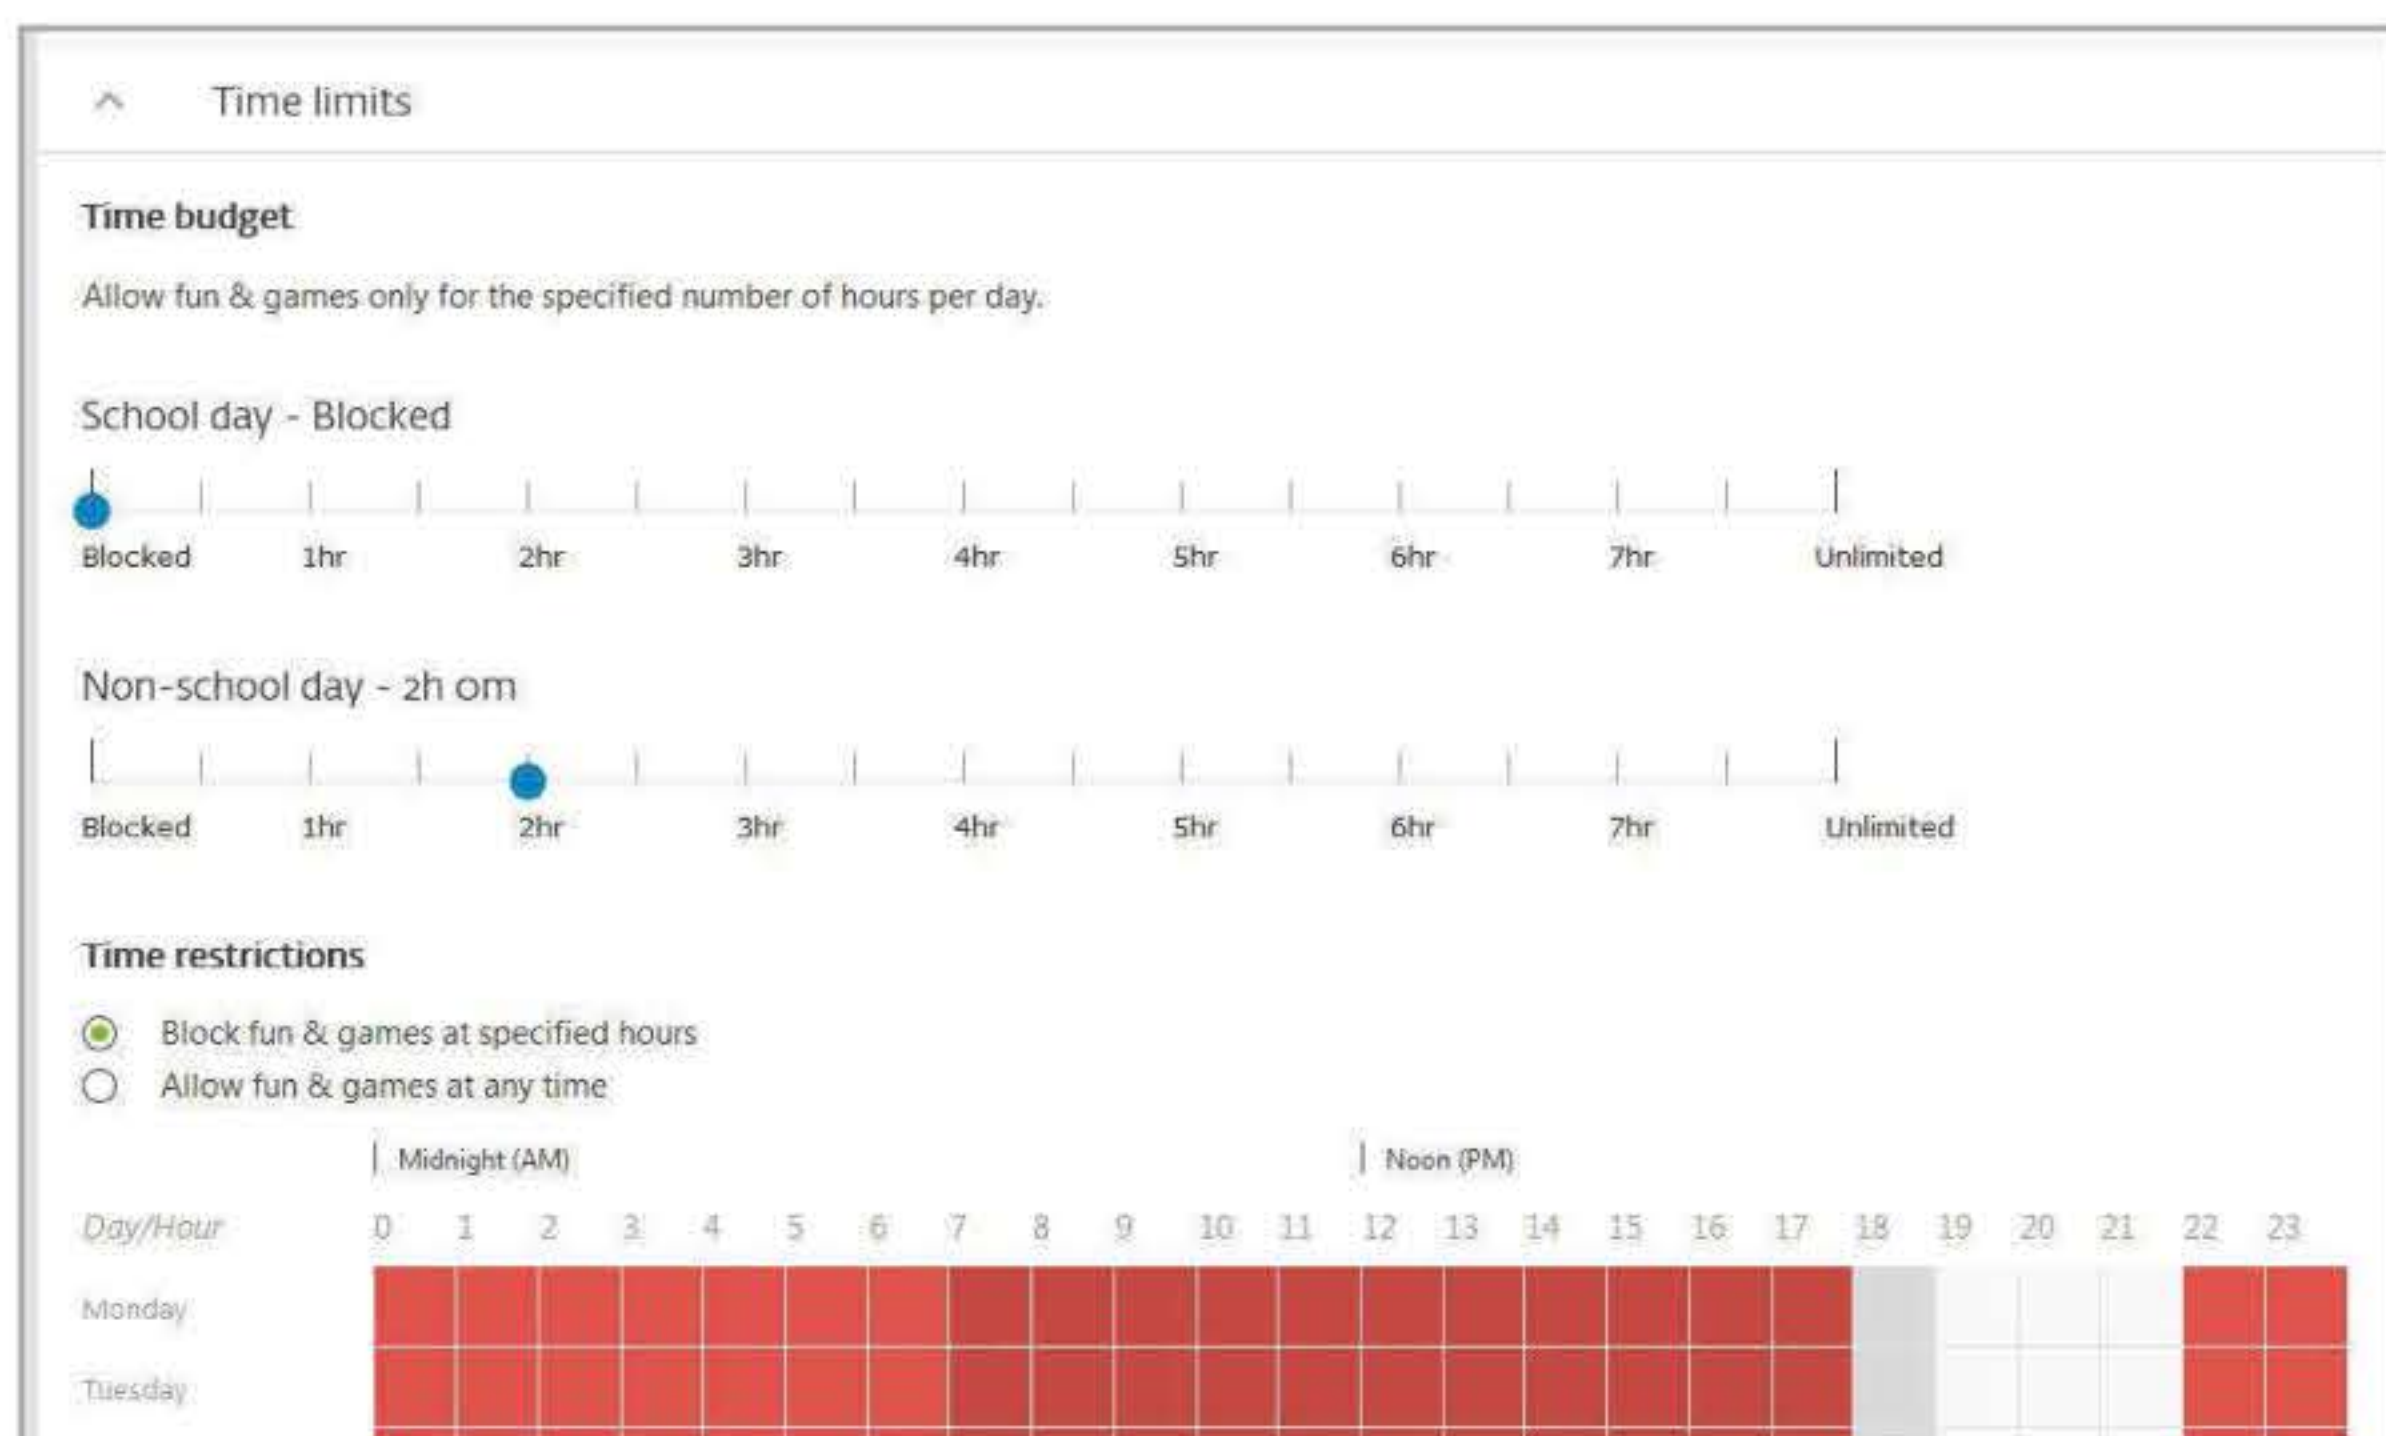 Time limits
Time budget
Allow fun & games only for the specified number of hours per day.
School day - Blocked
Blocked 1hr 2hr 3hr 4hr 5hr 6hr 7hr Unlimited
Non-school day - 2h 0m
Blocked 1hr 2hr 3hr 4hr 5hr 6hr 7hr Unlimited
Time restrictions
Block fun & games at specified hours
Allow fun & games at any time
Midnight (AM) Noon (PM)
Day/Hour 0 1 2 3 4 5 6 7 8 9 10 11 12 13 14 15 16 17 18 19 20 21 22 23
Monday
Tuesday